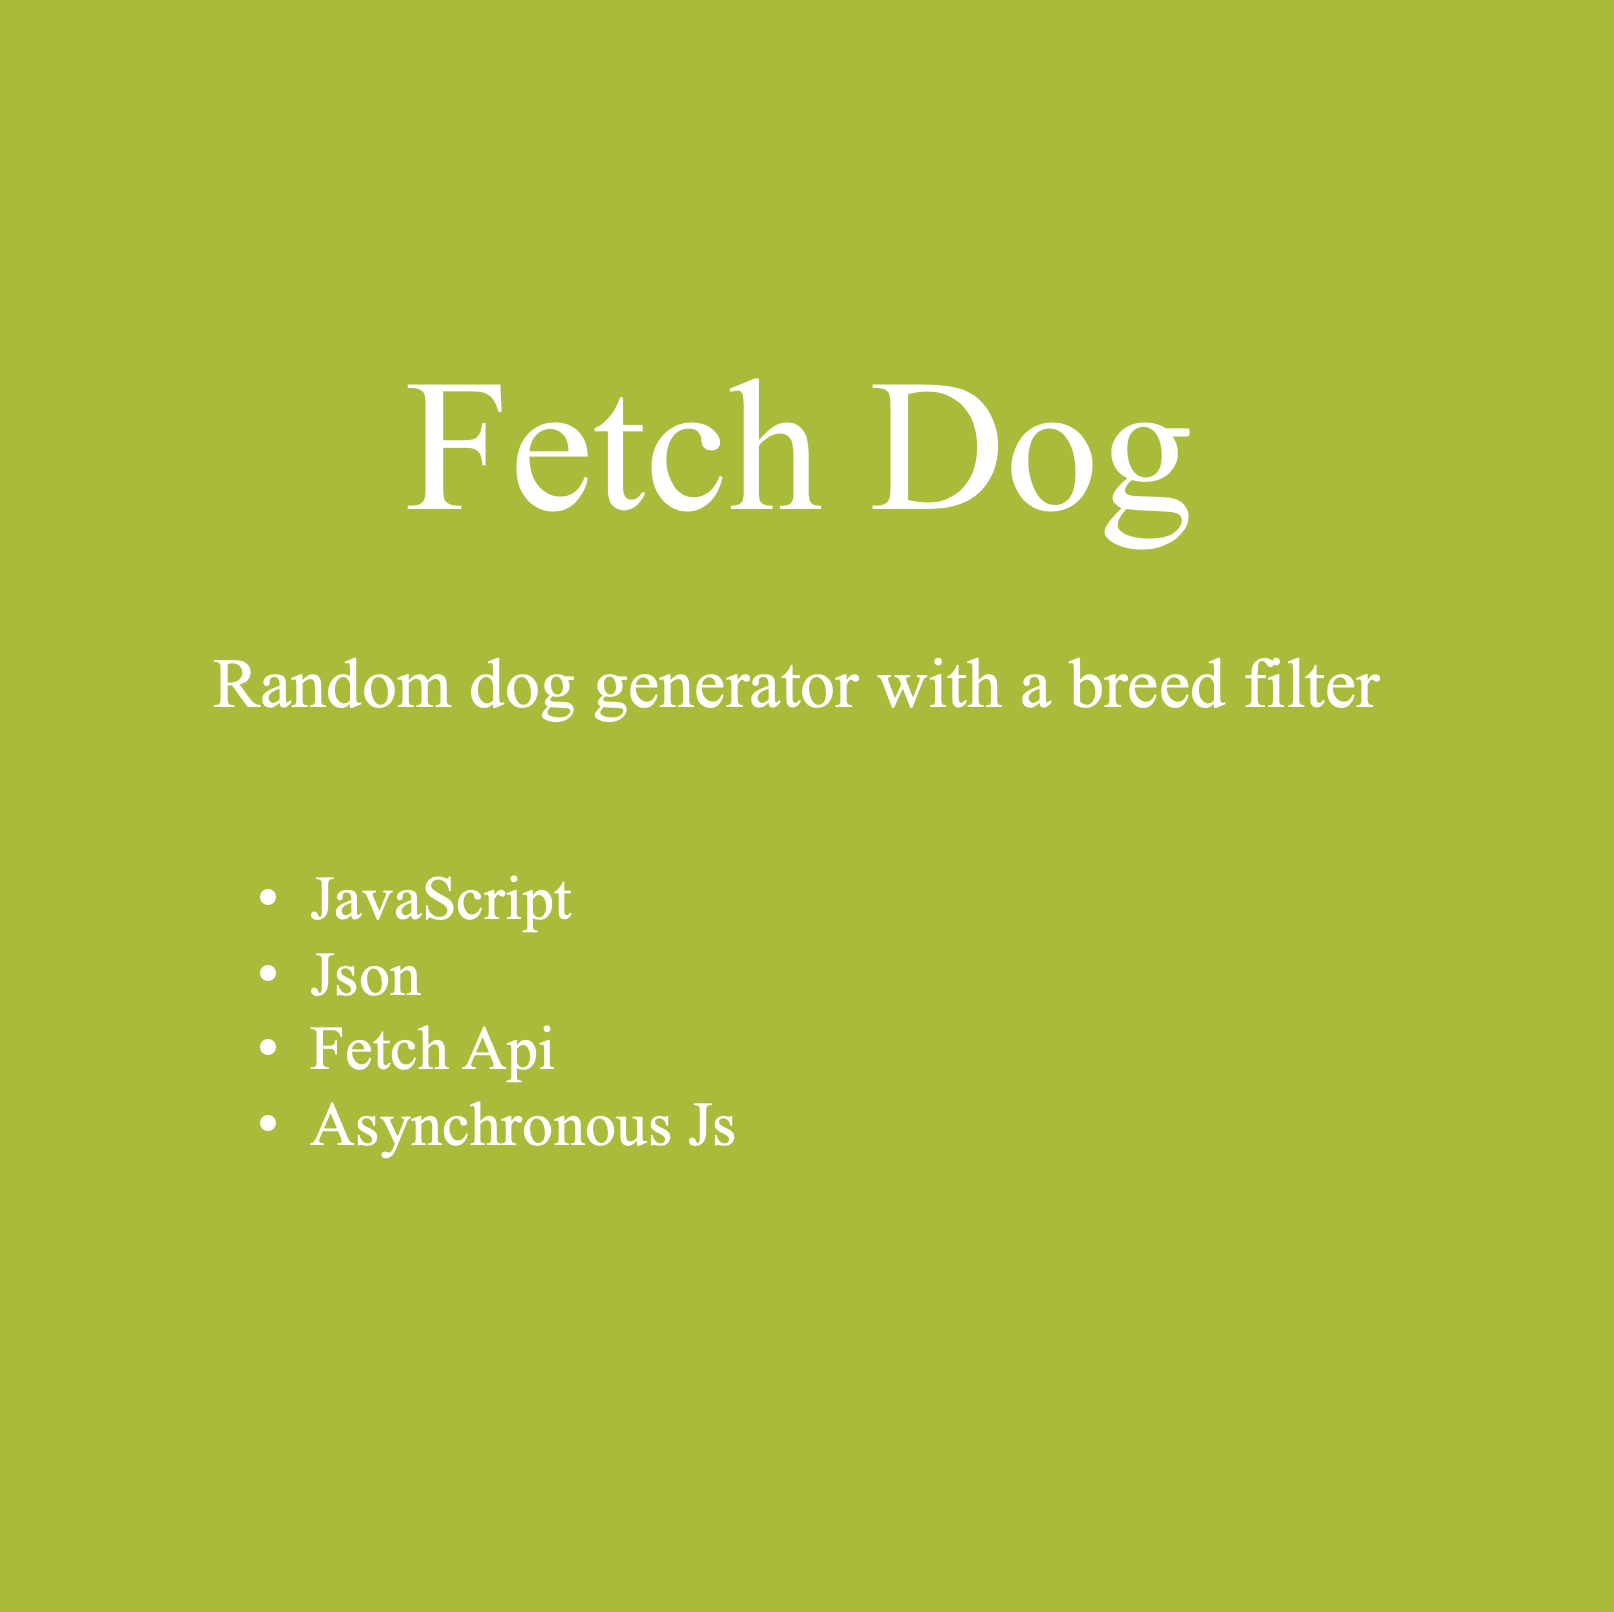 Fetch Dog
Random dog generator with a breed filter
• JavaScript
• Json
• Fetch Api
• Asynchronous Js